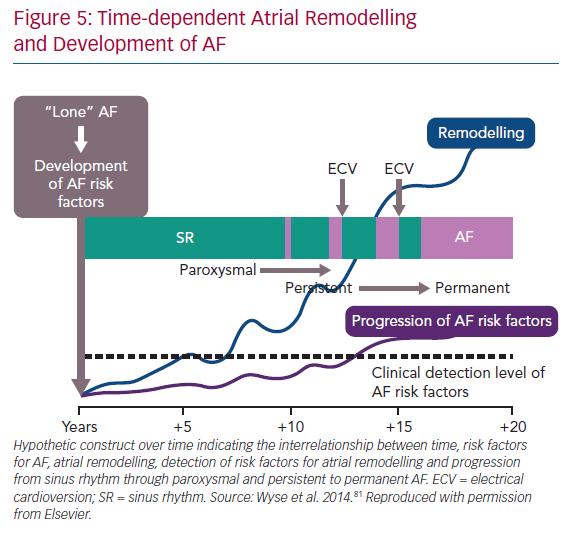 Figure 5: Time-dependent Atrial Remodelling
and Development of AF
"Lone" AF
Development
of AF risk
factors
Remodelling
ECV
ECV
SR
AF
Paroxysmal
Persistent
Permanent
Progression of AF risk factors
Clinical detection level of
AF risk factors
Years
+5
+10
+15
+20
Hypothetic construct over time indicating the interrelationship between time, risk factors
for AF, atrial remodelling, detection of risk factors for atrial remodelling and progression
from sinus rhythm through paroxysmal and persistent to permanent AF. ECV = electrical
cardioversion; SR = sinus rhythm. Source: Wyse et al. 2014.⁸¹ Reproduced with permission
from Elsevier.